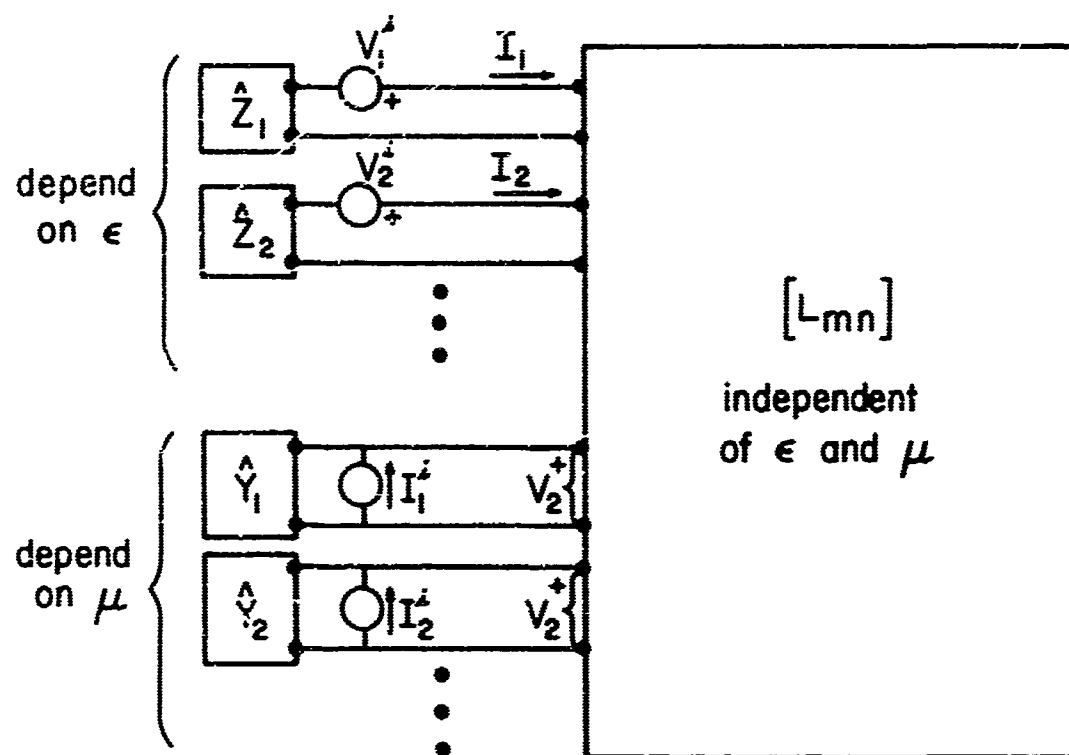 V₁ⁱ
I₁
Ẑ₁
+
V₂ⁱ
I₂
depend
on ϵ
Ẑ₂
+
[Lmn]
independent
of ϵ and μ
Ŷ₁
I₁ⁱ
V₂
+
depend
on μ
Ŷ₂
I₂ⁱ
V₂
+